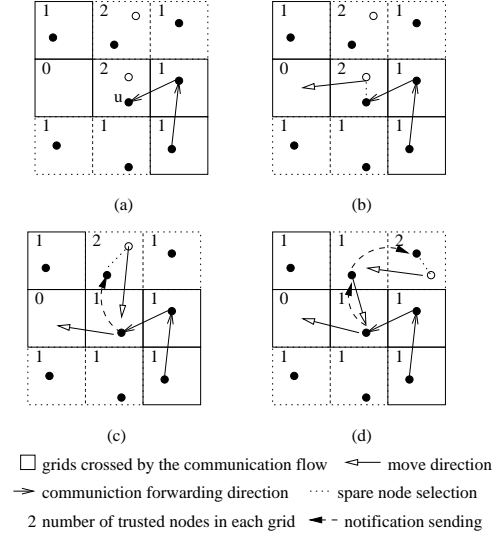 1 2 1
0 2 1
u
1 1 1
(a)
1 2 1
0 2 1
1 1 1
(b)
1 2 1
0 1 1
1 1 1
(c)
1 1 2
0 1 1
1 1 1
(d)
grids crossed by the communication flow
move direction
communiction forwarding direction
spare node selection
2 number of trusted nodes in each grid
notification sending